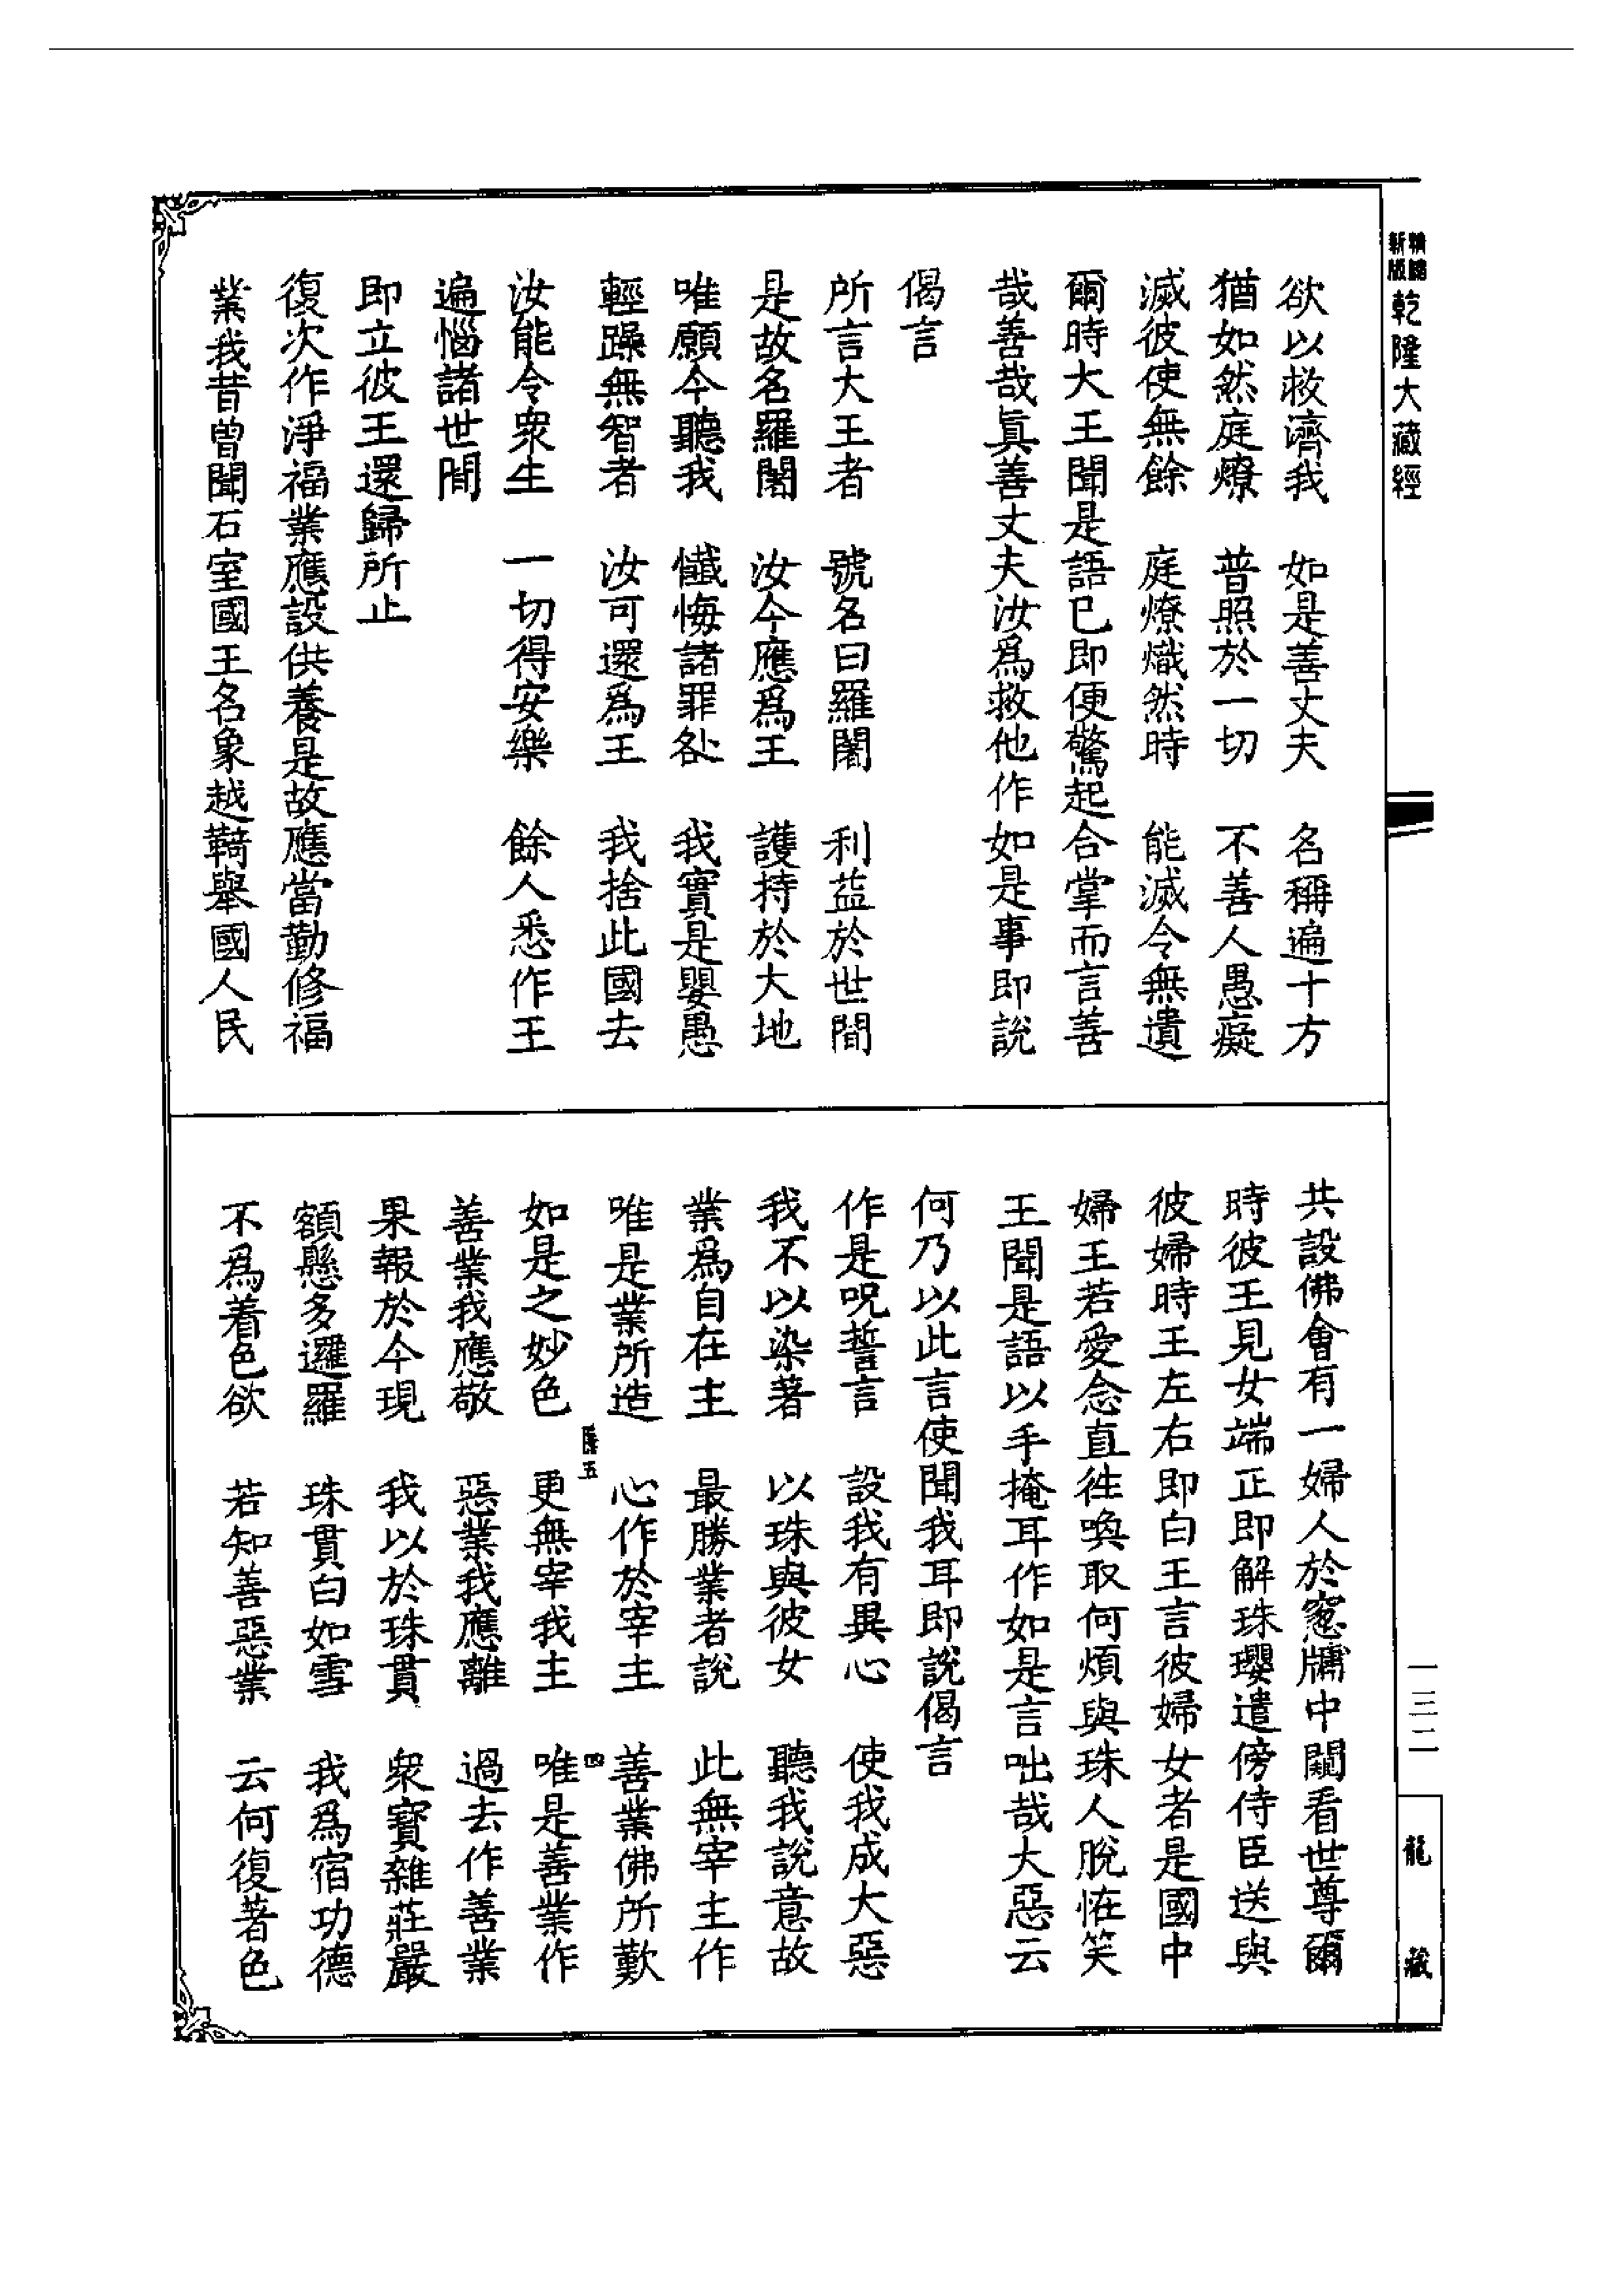 新版
乾隆大藏經
欲以救濟我　如是善丈夫　名稱遍十方
猶如然庭燎　普照於一切　不善人愚癡
滅彼使無餘　庭燎熾然時　能滅令無遺
爾時大王聞是語已即便驚起合掌而言善
哉善哉眞善丈夫汝爲救他作如是事即説
偈言
所言大王者　號名曰羅闍　利益於世間
是故名羅闍　汝今應爲王　護持於大地
唯願今聽我　懺悔諸罪咎　我實是嬰愚
輕躁無智者　汝可還爲王　我捨此國去
汝能令衆生　一切得安樂　餘人悉作王
遍惱諸世間
即立彼王還歸所止
復次作淨福業應設供養是故應當勤修福
業我昔曾聞石室國王名象越鞞舉國人民
共設佛會有一婦人於窻牖中闚看世尊爾
時彼王見女端正即解珠瓔遣傍侍臣送與
彼婦時王左右即白王言彼婦女者是國中
婦王若愛念直往喚取何煩與珠人脫恠笑
王聞是語以手掩耳作如是言咄哉大惡云
何乃以此言使聞我耳即說偈言
作是呪誓言　設我有異心　使我成大惡
我不以染著　以珠與彼女　聽我說意故
業爲自在主　最勝業者說　此無宰主作
唯是業所造　心作於宰主　善業佛所歎
如是之妙色　更無宰我主　唯是善業作
善業我應敬　惡業我應離　過去作善業
果報於今現　我以於珠貫　衆寳雜莊嚴
額懸多邏羅　珠貫白如雪　我爲宿功德
不爲着色欲　若知善惡業　云何復著色
五
四
一三二
龍藏